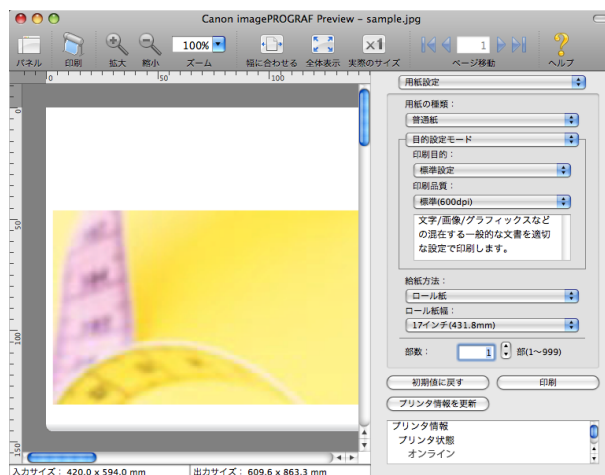 Canon imagePROGRAF Preview – sample.jpg
100%
×1
1
?
パネル 印刷 拡大 縮小 ズーム 幅に合わせる 全体表示 実際のサイズ ページ移動 ヘルプ
0 50 100
0
50
100
150
用紙設定
用紙の種類：
普通紙
目的設定モード
印刷目的：
標準設定
印刷品質：
標準(600dpi)
文字/画像/グラフィックスなど
の混在する一般的な文書を適切
な設定で印刷します。
給紙方法：
ロール紙
ロール紙幅：
17インチ(431.8mm)
部数： 1 部(1〜999)
初期値に戻す 印刷
プリンタ情報を更新
プリンタ情報
プリンタ状態
オンライン
入力サイズ： 420.0 x 594.0 mm 出力サイズ： 609.6 x 863.3 mm